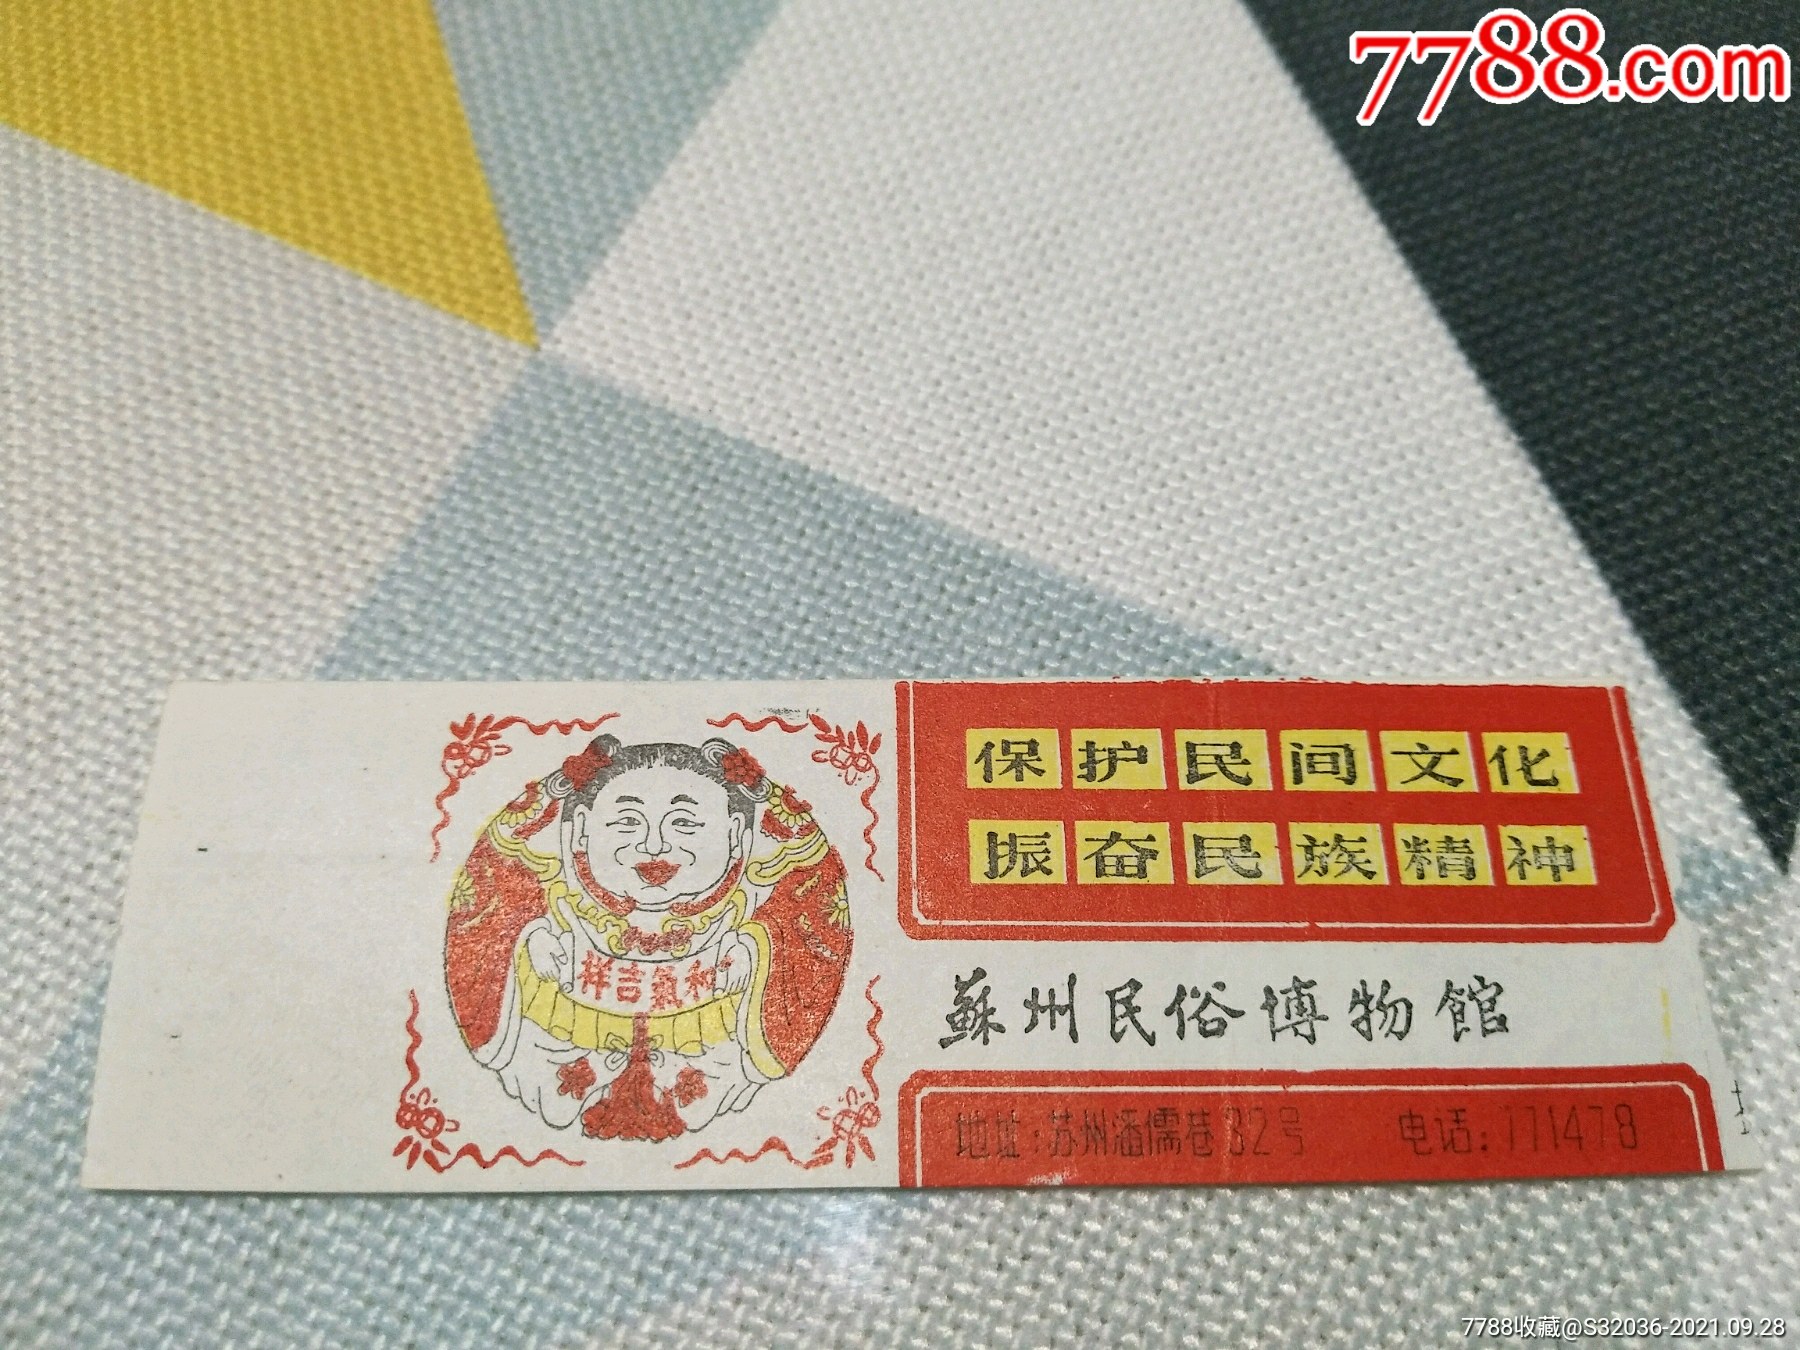 7788.com
保护民间文化
振奋民族精神
祥吉氣和
蘇州民俗博物館
地址:苏州潘儒巷32号 电话:771478
7788收藏@S32036-2021.09.28